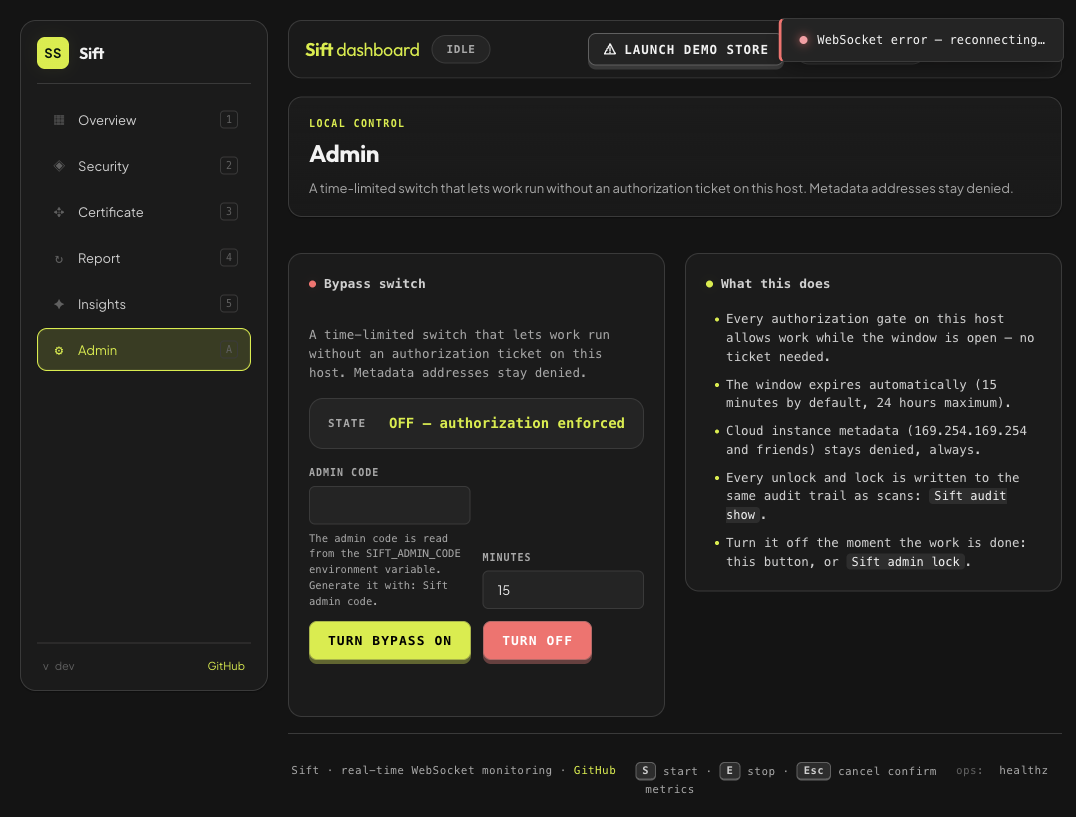 SS Sift
Overview 1
Security 2
Certificate 3
Report 4
Insights 5
Admin A
v dev GitHub
Sift dashboard IDLE
⚠ LAUNCH DEMO STORE
WebSocket error — reconnecting…
LOCAL CONTROL
Admin
A time-limited switch that lets work run without an authorization ticket on this host. Metadata addresses stay denied.
Bypass switch
A time-limited switch that lets work run
without an authorization ticket on this
host. Metadata addresses stay denied.
STATE OFF — authorization enforced
ADMIN CODE
The admin code is read
from the SIFT_ADMIN_CODE
environment variable.
Generate it with: Sift
admin code.
MINUTES
15
TURN BYPASS ON TURN OFF
What this does
• Every authorization gate on this host
allows work while the window is open — no
ticket needed.
• The window expires automatically (15
minutes by default, 24 hours maximum).
• Cloud instance metadata (169.254.169.254
and friends) stays denied, always.
• Every unlock and lock is written to the
same audit trail as scans: Sift audit
show.
• Turn it off the moment the work is done:
this button, or Sift admin lock.
Sift · real-time WebSocket monitoring · GitHub S start · E stop · Esc cancel confirm ops: healthz
metrics